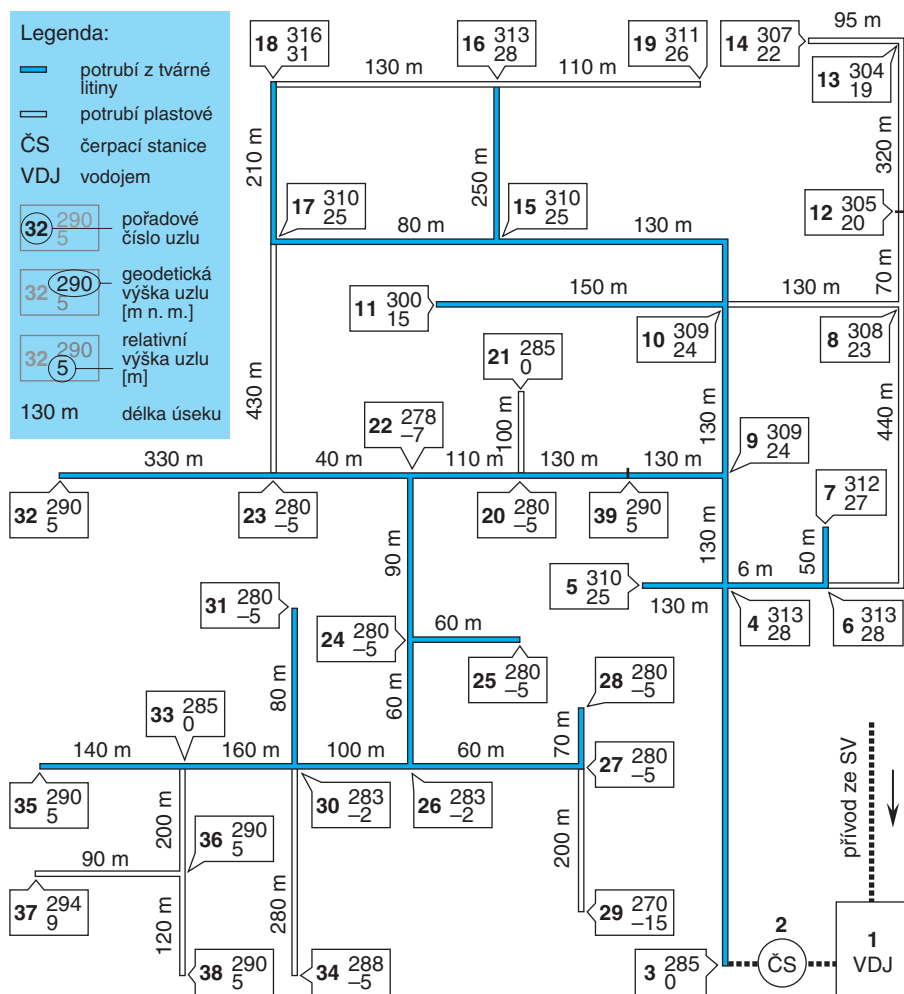 Legenda:
potrubí z tvárné
litiny
potrubí plastové
ČS čerpací stanice
VDJ vodojem
32 290
5
pořadové
číslo uzlu
32 290
5
geodetická
výška uzlu
[m n. m.]
32 290
5
relativní
výška uzlu
[m]
130 m délka úseku
18 316
31
16 313
28
19 311
26
14 307
22
95 m
13 304
19
130 m
110 m
210 m
250 m
320 m
17 310
25
15 310
25
12 305
20
80 m
130 m
70 m
150 m
130 m
11 300
15
10 309
24
8 308
23
21 285
0
430 m
22 278
–7
100 m
130 m
9 309
24
440 m
330 m
40 m
110 m
130 m
130 m
7 312
27
32 290
5
23 280
–5
20 280
–5
39 290
5
90 m
130 m
50 m
6 m
5 310
25
130 m
4 313
28
6 313
28
31 280
–5
24 280
–5
60 m
25 280
–5
28 280
–5
80 m
60 m
70 m
33 285
0
140 m
160 m
100 m
60 m
27 280
–5
35 290
5
30 283
–2
26 283
–2
200 m
36 290
5
90 m
200 m
280 m
37 294
9
120 m
29 270
–15
38 290
5
34 288
–5
3 285
0
2
ČS
1
VDJ
přívod ze SV